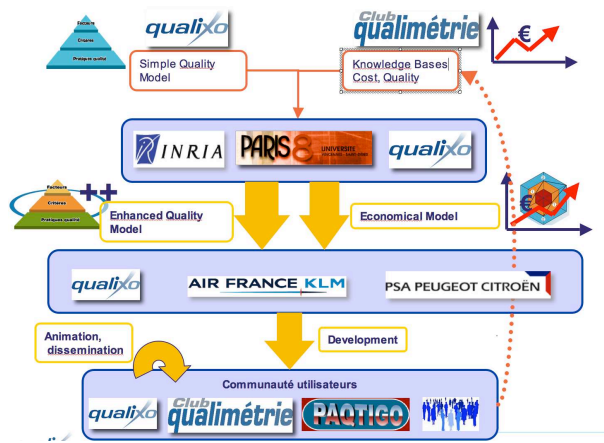 Facteurs
Critères
Pratiques qualité
qualixo
Club
qualimétrie
€
Simple Quality
Model
Knowledge Bases
Cost, Quality
INRIA
PARIS 8
UNIVERSITÉ
qualixo
Facteurs
Critères
Pratiques qualité
++
Enhanced Quality
Model
Economical Model
€
qualixo
AIR FRANCE KLM
PSA PEUGEOT CITROËN
Animation,
dissemination
Development
Communauté utilisateurs
qualixo
Club
qualimétrie
PAQTIGO